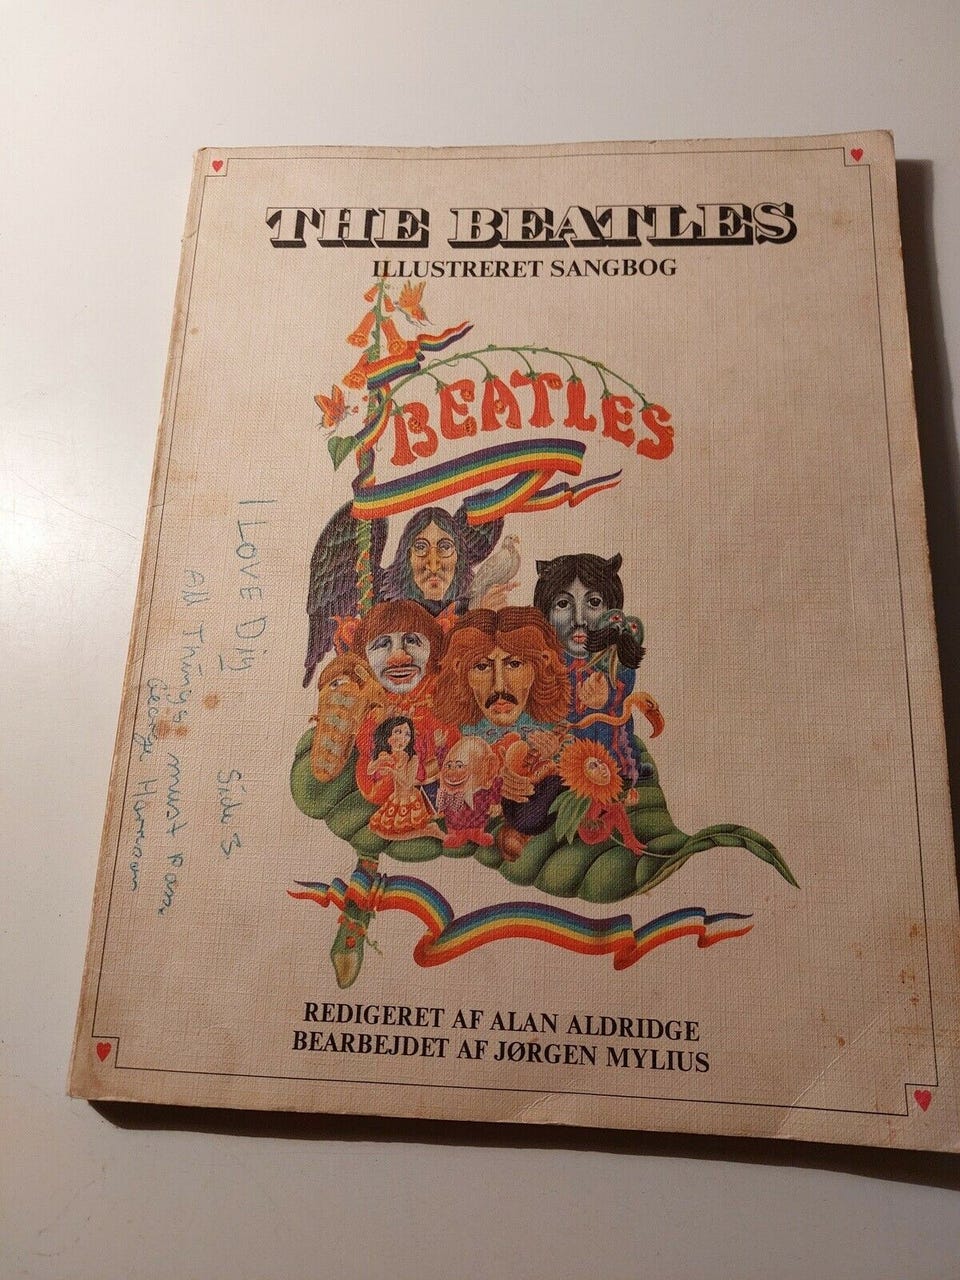 THE BEATLES
ILLUSTRERET SANGBOG
BEATLES
I LOVE Dig Side 3
All Things must Pass
George Harrison
REDIGERET AF ALAN ALDRIDGE
BEARBEJDET AF JØRGEN MYLIUS